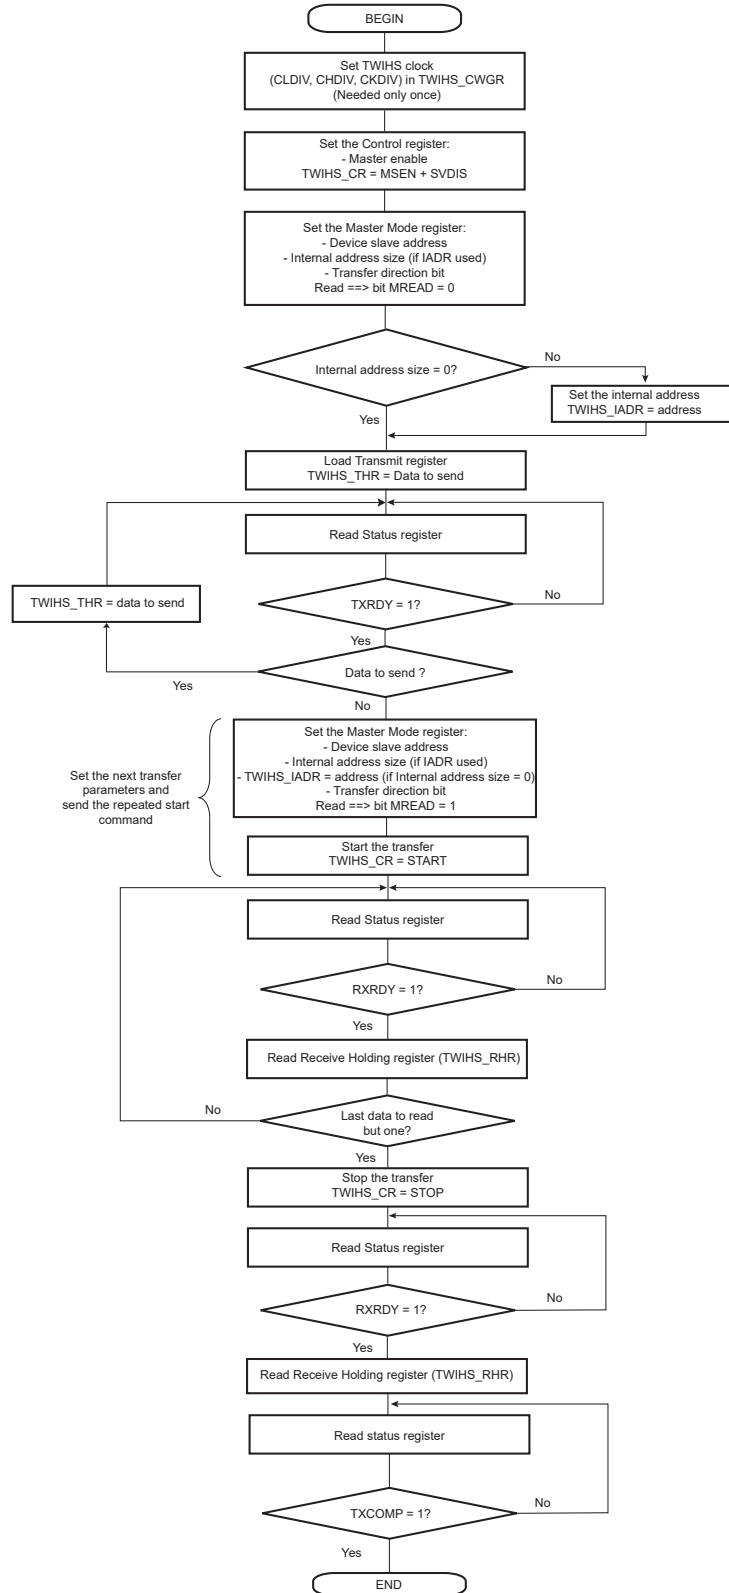 BEGIN
Set TWIHS clock
(CLDIV, CHDIV, CKDIV) in TWIHS_CWGR
(Needed only once)
Set the Control register:
- Master enable
TWIHS_CR = MSEN + SVDIS
Set the Master Mode register:
- Device slave address
- Internal address size (if IADR used)
- Transfer direction bit
Read ==> bit MREAD = 0
Internal address size = 0?
No
Set the internal address
TWIHS_IADR = address
Yes
Load Transmit register
TWIHS_THR = Data to send
Read Status register
TWIHS_THR = data to send
TXRDY = 1?
No
Yes
Data to send ?
Yes
No
Set the next transfer
parameters and
send the repeated start
command
Set the Master Mode register:
- Device slave address
- Internal address size (if IADR used)
- TWIHS_IADR = address (if Internal address size = 0)
- Transfer direction bit
Read ==> bit MREAD = 1
Start the transfer
TWIHS_CR = START
Read Status register
RXRDY = 1?
No
Yes
Read Receive Holding register (TWIHS_RHR)
No
Last data to read
but one?
Yes
Stop the transfer
TWIHS_CR = STOP
Read Status register
RXRDY = 1?
No
Yes
Read Receive Holding register (TWIHS_RHR)
Read status register
TXCOMP = 1?
No
Yes
END